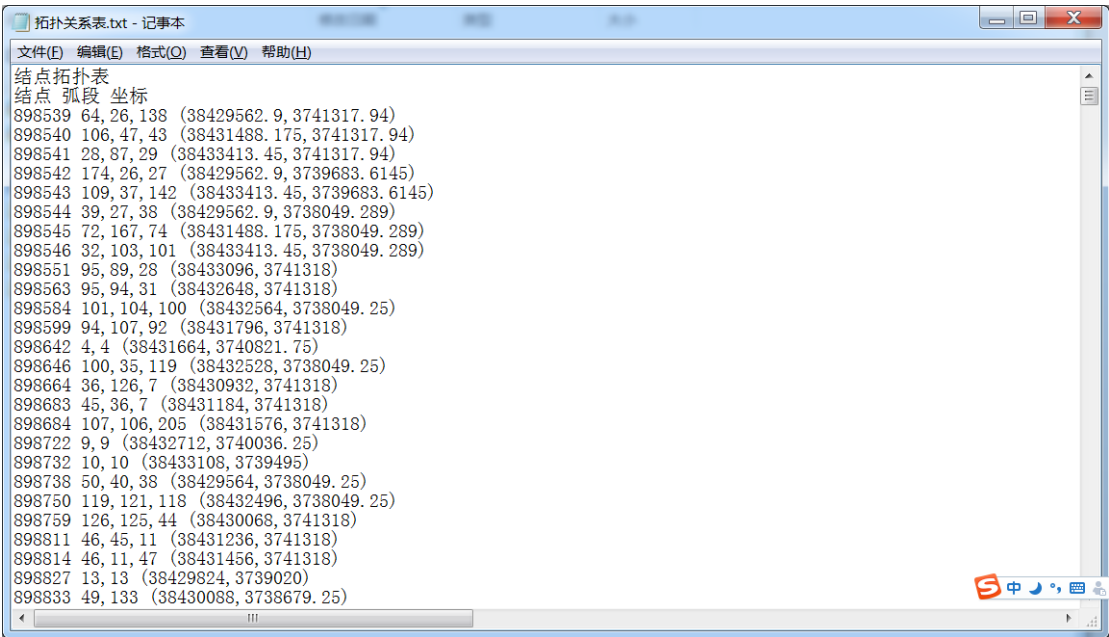 拓扑关系表.txt - 记事本
文件(F) 编辑(E) 格式(O) 查看(V) 帮助(H)
结点拓扑表
结点 弧段 坐标
898539 64,26,138 (38429562.9,3741317.94)
898540 106,47,43 (38431488.175,3741317.94)
898541 28,87,29 (38433413.45,3741317.94)
898542 174,26,27 (38429562.9,3739683.6145)
898543 109,37,142 (38433413.45,3739683.6145)
898544 39,27,38 (38429562.9,3738049.289)
898545 72,167,74 (38431488.175,3738049.289)
898546 32,103,101 (38433413.45,3738049.289)
898551 95,89,28 (38433096,3741318)
898563 95,94,31 (38432648,3741318)
898584 101,104,100 (38432564,3738049.25)
898599 94,107,92 (38431796,3741318)
898642 4,4 (38431664,3740821.75)
898646 100,35,119 (38432528,3738049.25)
898664 36,126,7 (38430932,3741318)
898683 45,36,7 (38431184,3741318)
898684 107,106,205 (38431576,3741318)
898722 9,9 (38432712,3740036.25)
898732 10,10 (38433108,3739495)
898738 50,40,38 (38429564,3738049.25)
898750 119,121,118 (38432496,3738049.25)
898759 126,125,44 (38430068,3741318)
898811 46,45,11 (38431236,3741318)
898814 46,11,47 (38431456,3741318)
898827 13,13 (38429824,3739020)
898833 49,133 (38430088,3738679.25)
中